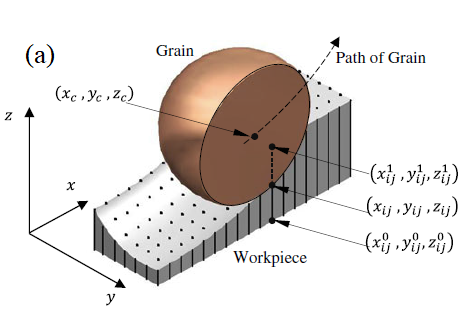 (a)
Grain
Path of Grain
(x_c , y_c , z_c)
z
x
(x_{ij}^1 , y_{ij}^1, z_{ij}^1)
(x_{ij} , y_{ij} , z_{ij})
(x_{ij}^0 , y_{ij}^0, z_{ij}^0)
Workpiece
y